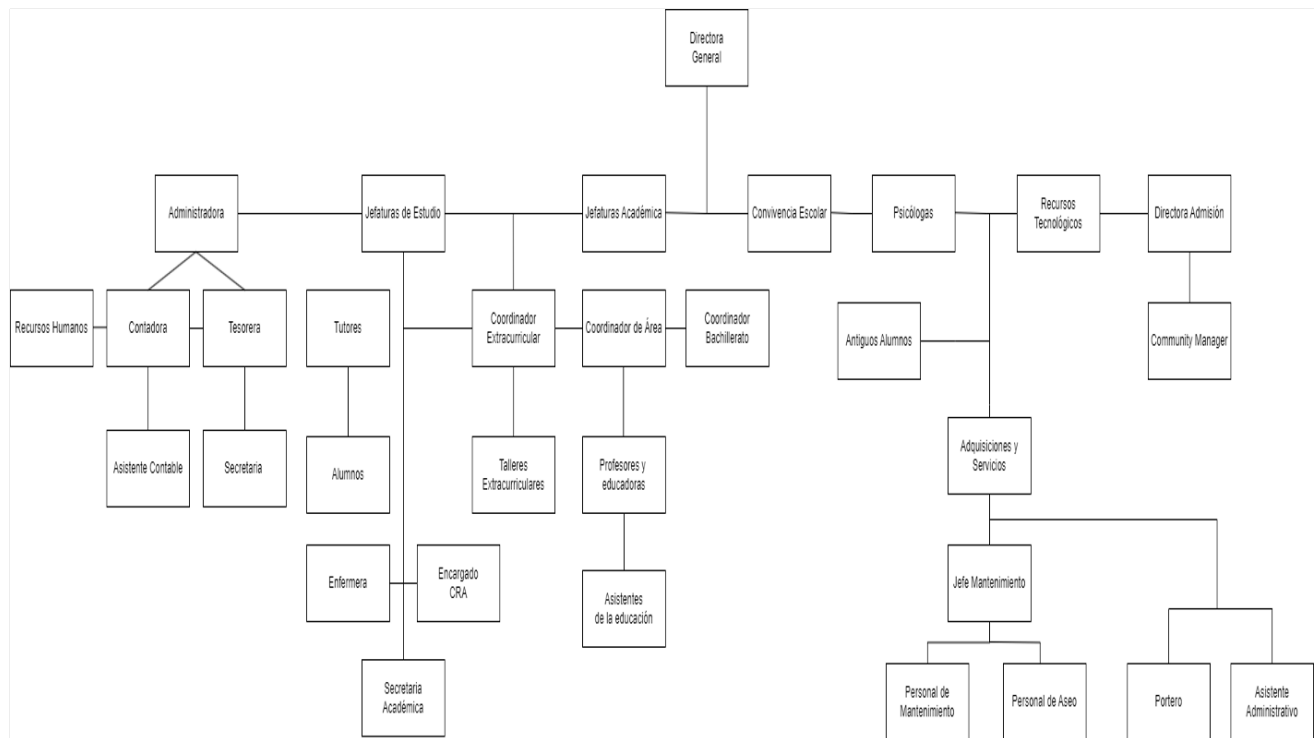 Directora
General
Administradora
Jefaturas de Estudio
Jefaturas Académica
Convivencia Escolar
Psicólogas
Recursos
Tecnológicos
Directora Admisión
Recursos Humanos
Contadora
Tesorera
Tutores
Coordinador
Extracurricular
Coordinador de Área
Coordinador
Bachillerato
Antiguos Alumnos
Community Manager
Asistente Contable
Secretaria
Alumnos
Talleres
Extracurriculares
Profesores y
educadoras
Adquisiciones y
Servicios
Enfermera
Encargado
CRA
Asistentes
de la educación
Jefe Mantenimiento
Secretaria
Académica
Personal de
Mantenimiento
Personal de Aseo
Portero
Asistente
Administrativo